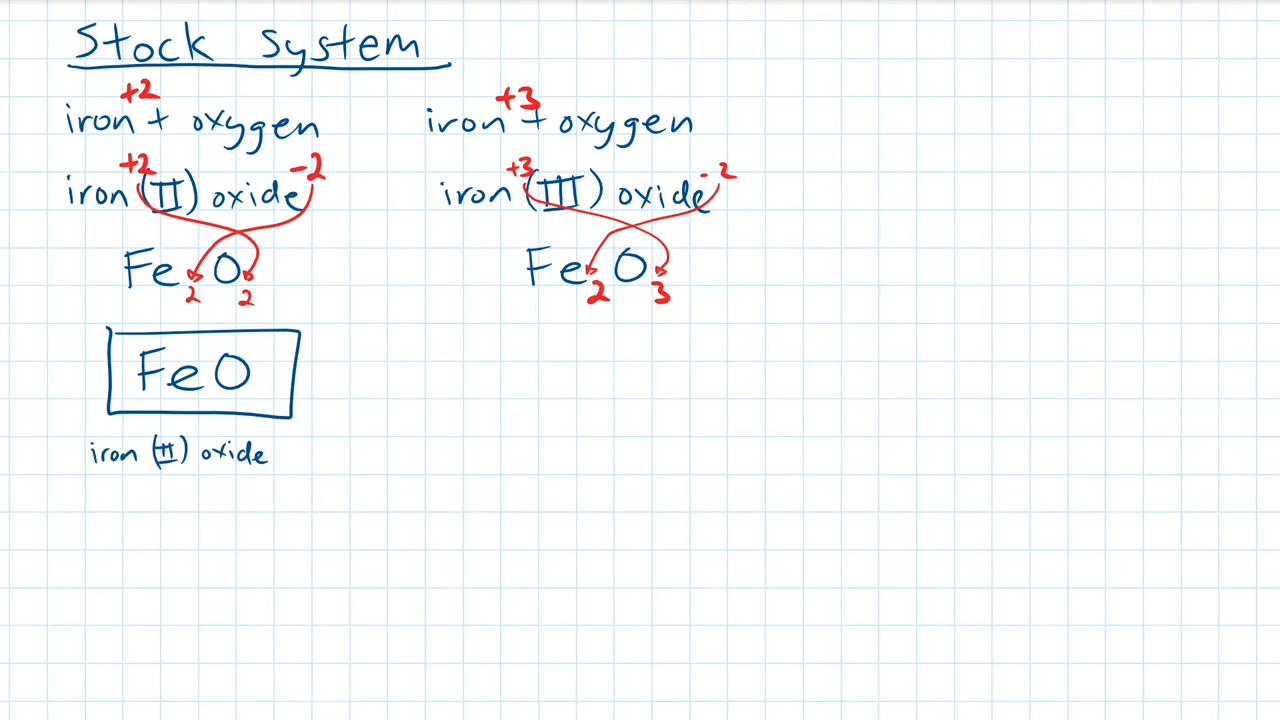 Stock System
+2
iron + oxygen
+2 -2
iron (II) oxide
Fe O
2 2
FeO
iron (II) oxide
+3
iron + oxygen
+3 -2
iron (III) oxide
Fe O
2 3